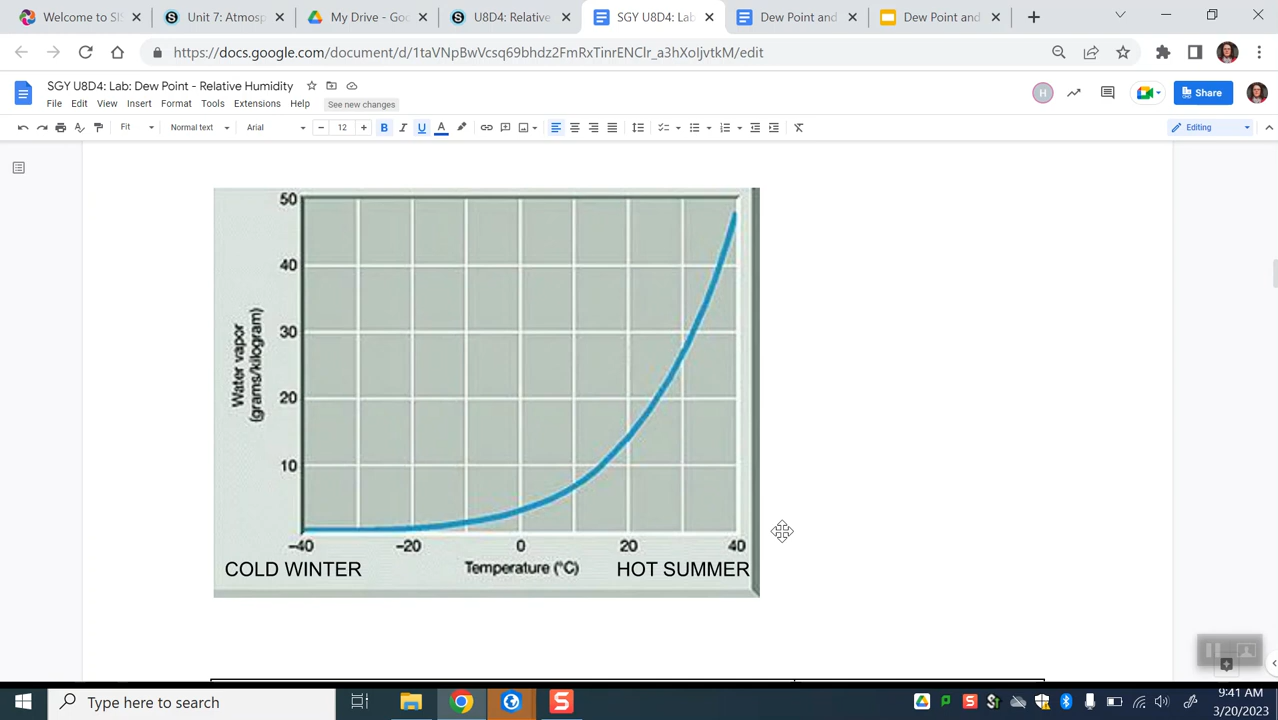 Welcome to SIS
Unit 7: Atmosp
My Drive - Goo
U8D4: Relative
SGY U8D4: Lab
Dew Point and
Dew Point and
https://docs.google.com/document/d/1taVNpBwVcsq69bhdz2FmRxTinrENClr_a3hXoIjvtkM/edit
SGY U8D4: Lab: Dew Point - Relative Humidity
File Edit View Insert Format Tools Extensions Help See new changes
H
Share
Fit Normal text Arial 12 B I U A Editing
50
40
30
20
10
Water vapor
(grams/kilogram)
-40 -20 0 20 40
COLD WINTER Temperature (°C) HOT SUMMER
Type here to search
9:41 AM
3/20/2023